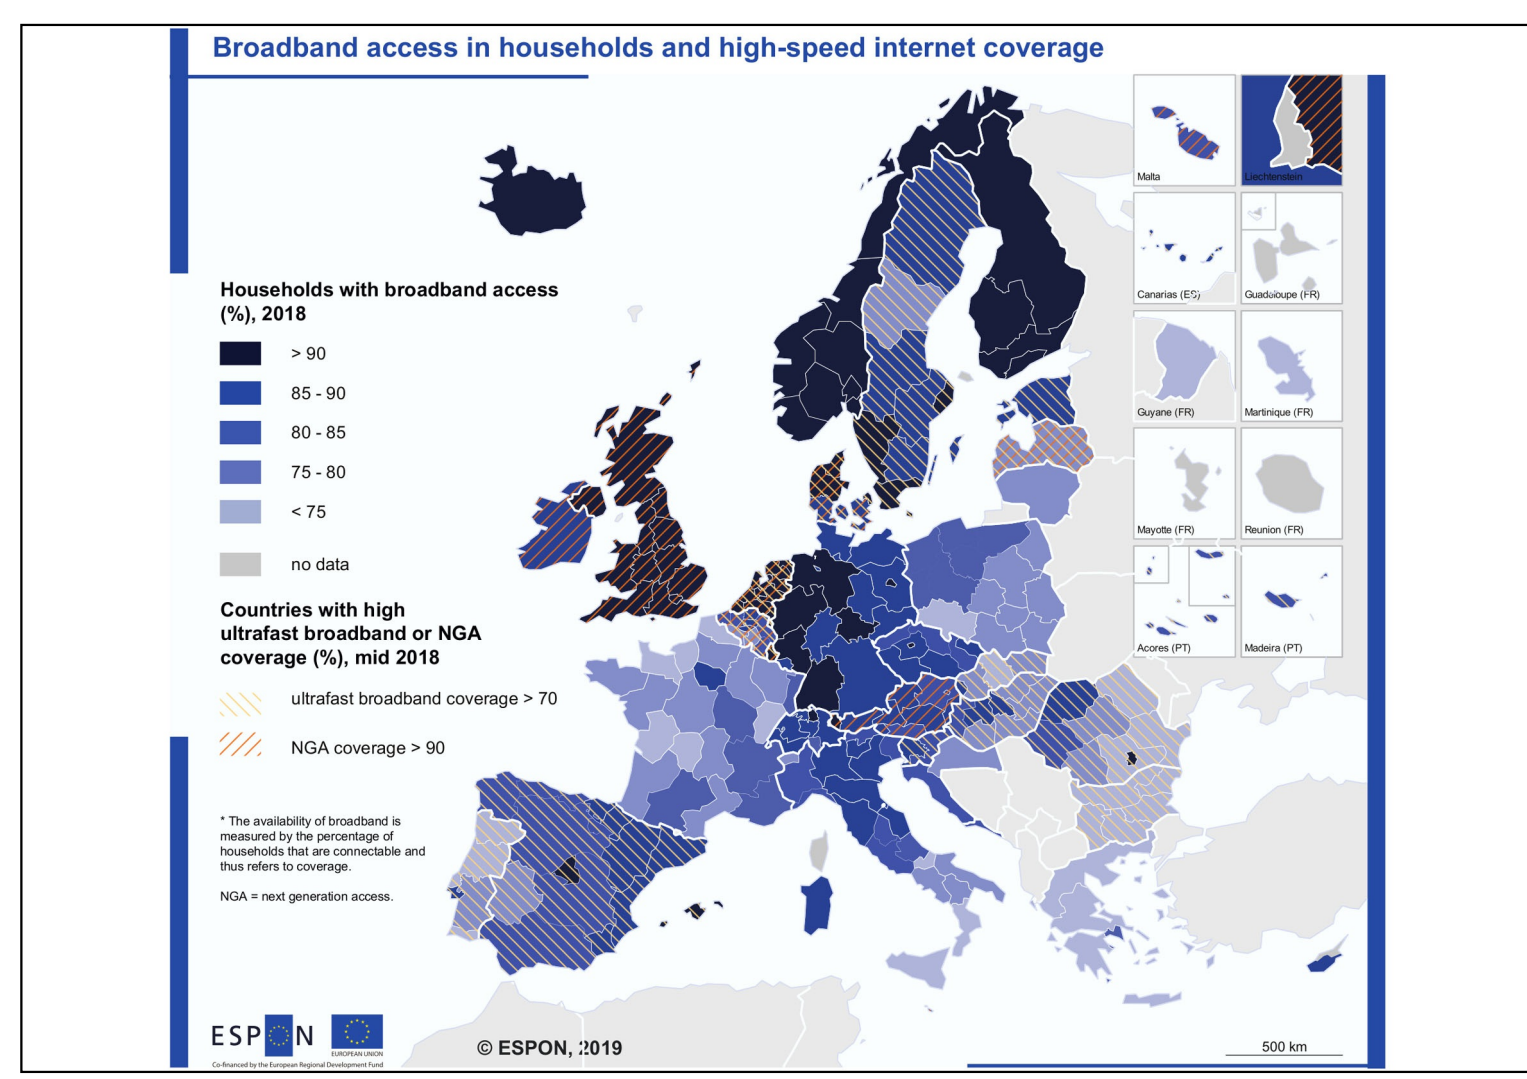 Broadband access in households and high-speed internet coverage
Households with broadband access
(%), 2018
> 90
85 - 90
80 - 85
75 - 80
< 75
no data
Countries with high
ultrafast broadband or NGA
coverage (%), mid 2018
ultrafast broadband coverage > 70
NGA coverage > 90
* The availability of broadband is
measured by the percentage of
households that are connectable and
thus refers to coverage.
NGA = next generation access.
Malta
Liechtenstein
Canarias (ES)
Guadaloupe (FR)
Guyane (FR)
Martinique (FR)
Mayotte (FR)
Reunion (FR)
Acores (PT)
Madeira (PT)
ESPON
EUROPEAN UNION
Co-financed by the European Regional Development Fund
© ESPON, 2019
500 km